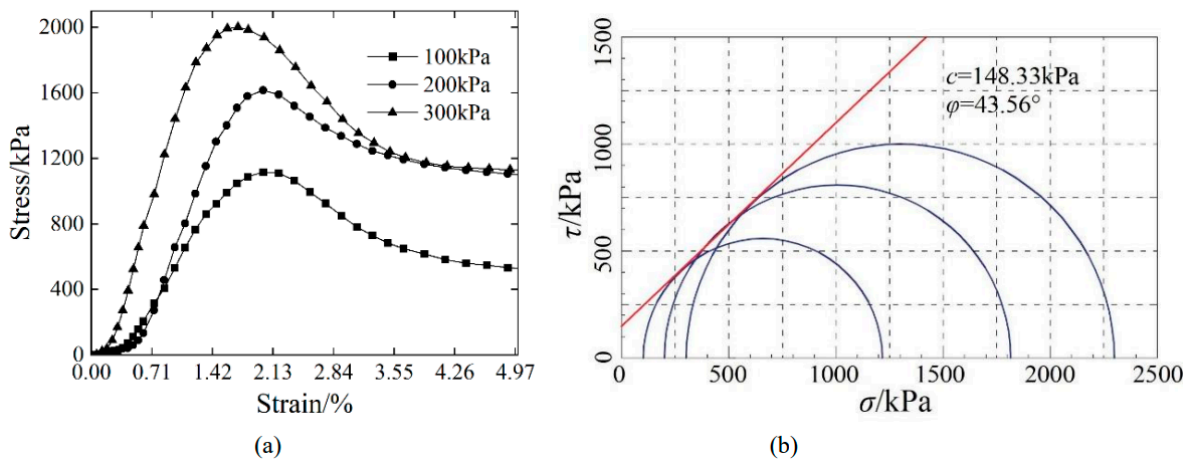 2000
1600
1200
800
400
0
Stress/kPa
100kPa
200kPa
300kPa
0.00 0.71 1.42 2.13 2.84 3.55 4.26 4.97
Strain/%
(a)
1500
1000
500
0
τ/kPa
c=148.33kPa
φ=43.56°
0 500 1000 1500 2000 2500
σ/kPa
(b)